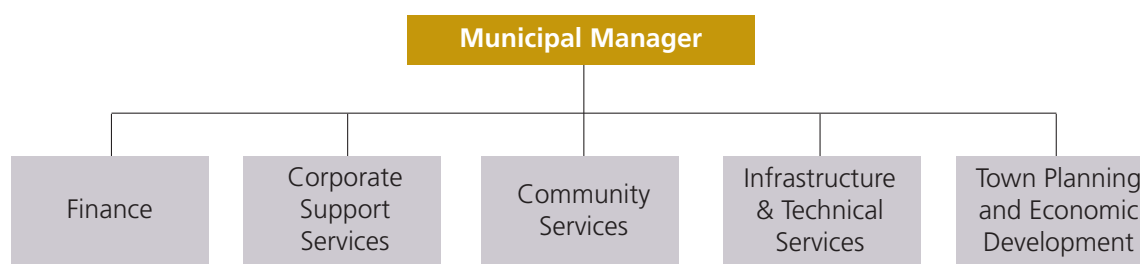 Municipal Manager
Finance
Corporate
Support
Services
Community
Services
Infrastructure
& Technical
Services
Town Planning
and Economic
Development